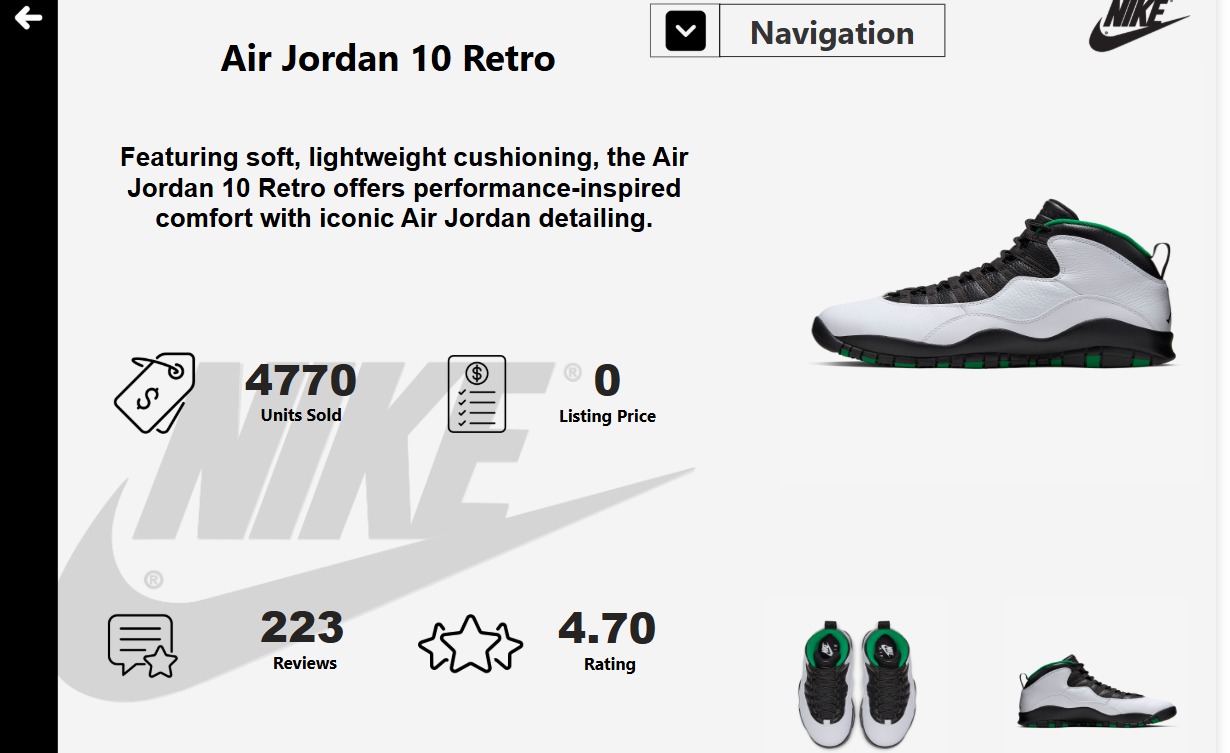 Air Jordan 10 Retro
Navigation
NIKE
Featuring soft, lightweight cushioning, the Air
Jordan 10 Retro offers performance-inspired
comfort with iconic Air Jordan detailing.
$
4770
Units Sold
$
0
Listing Price
NIKE®
®
223
Reviews
4.70
Rating